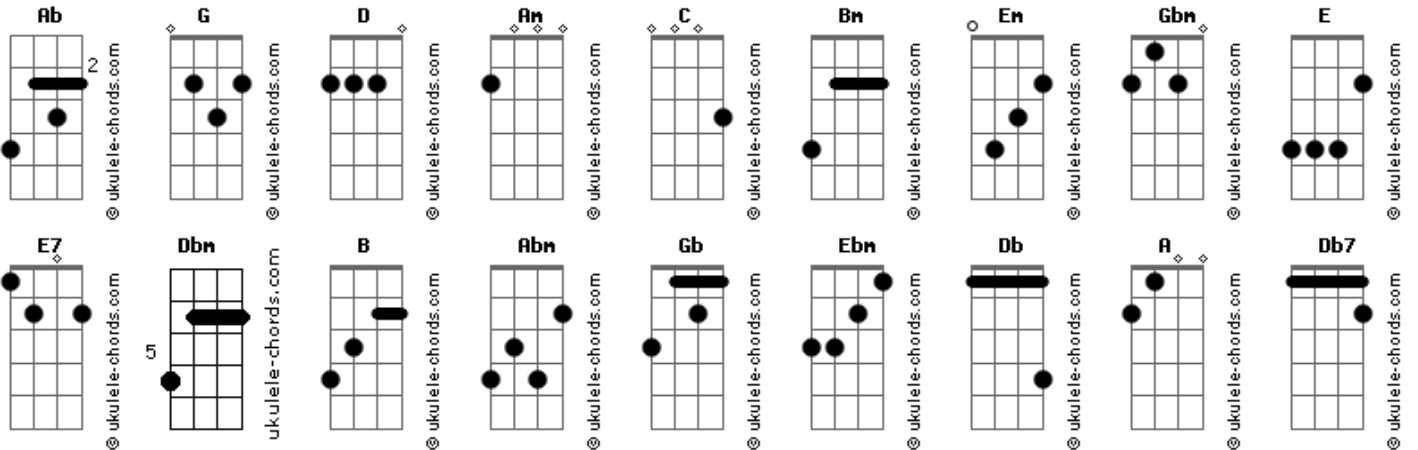 Ab G D Am C Bm Em Gbm E
2
© ukulele-chords.com © ukulele-chords.com © ukulele-chords.com © ukulele-chords.com © ukulele-chords.com © ukulele-chords.com © ukulele-chords.com © ukulele-chords.com © ukulele-chords.com
E7 Dbm B Abm Gb Ebm Db A Db7
5
© ukulele-chords.com ukulele-chords.com © ukulele-chords.com © ukulele-chords.com © ukulele-chords.com © ukulele-chords.com © ukulele-chords.com © ukulele-chords.com © ukulele-chords.com